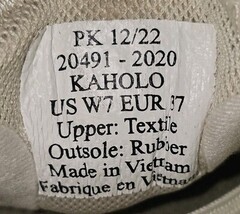 PK 12/22
20491 - 2020
KAHOLO
US W7 EUR 37
Upper: Textile
Outsole: Rubber
Made in Vietnam
Fabrique en Vietna